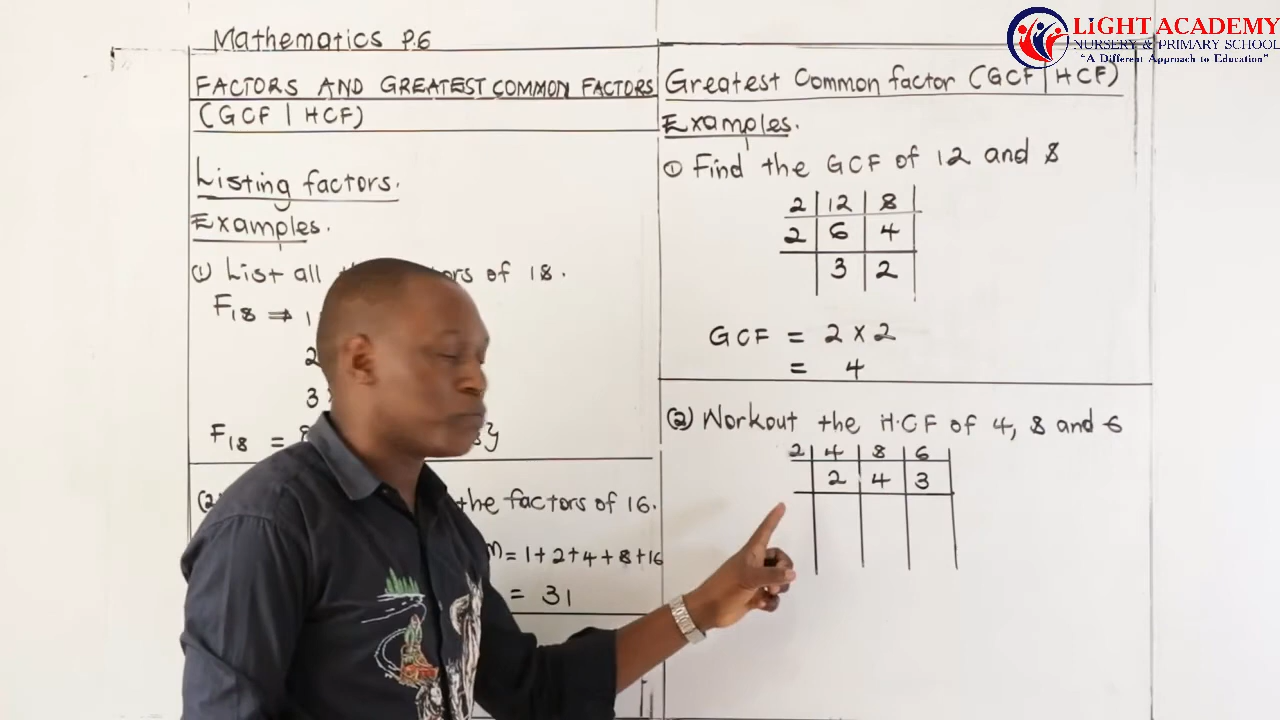 LIGHT ACADEMY
NURSERY & PRIMARY SCHOOL
"A Different Approach to Education"
Mathematics P.6
FACTORS AND GREATEST COMMON FACTORS
(GCF | HCF)
Listing factors.
Examples.
(1) List all of 18.
F18 ⇒ 1
2
3
F18 =
(2) the factors of 16.
= 1+2+4+8+16
= 31
Greatest Common factor (GCF | HCF)
Examples.
① Find the GCF of 12 and 8
2 | 12 | 8
2 | 6 | 4
3 | 2
GCF = 2 × 2
= 4
(2) Workout the H.C.F of 4, 8 and 6
2 | 4 | 8 | 6
2 | 4 | 3